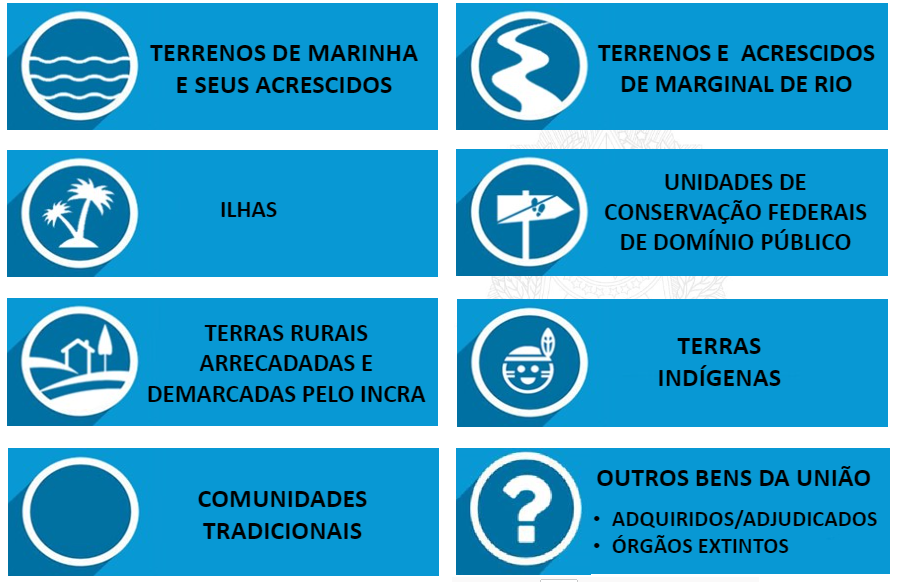 TERRENOS DE MARINHA
E SEUS ACRESCIDOS
TERRENOS E ACRESCIDOS
DE MARGINAL DE RIO
ILHAS
UNIDADES DE
CONSERVAÇÃO FEDERAIS
DE DOMÍNIO PÚBLICO
TERRAS RURAIS
ARRECADADAS E
DEMARCADAS PELO INCRA
TERRAS
INDÍGENAS
COMUNIDADES
TRADICIONAIS
?
OUTROS BENS DA UNIÃO
• ADQUIRIDOS/ADJUDICADOS
• ÓRGÃOS EXTINTOS